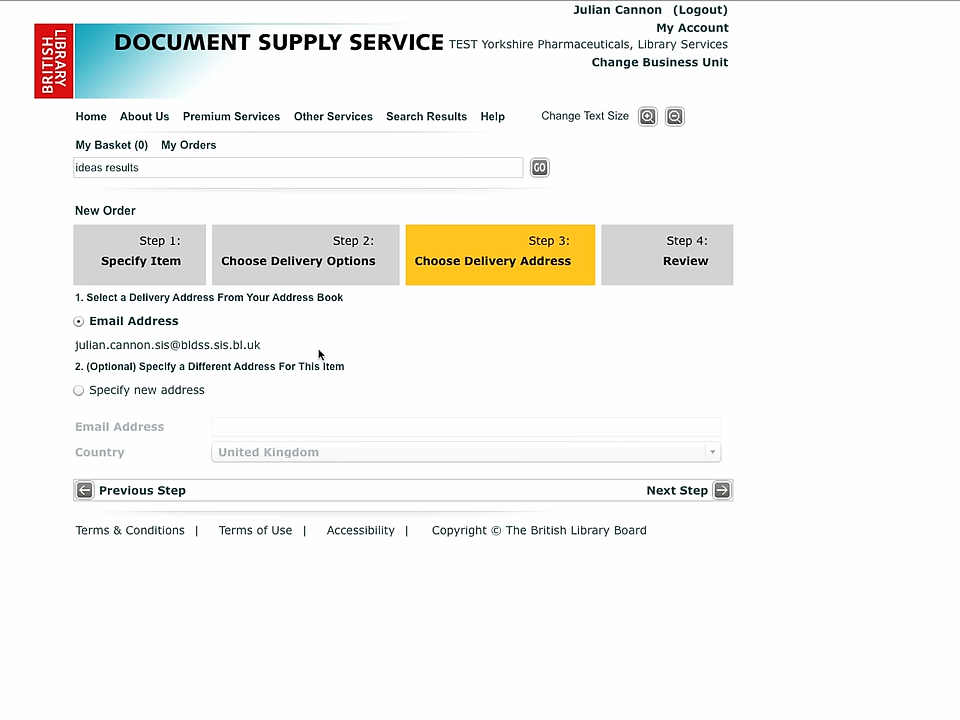 Julian Cannon (Logout)
My Account
LIBRARY
BRITISH
DOCUMENT SUPPLY SERVICE
TEST Yorkshire Pharmaceuticals, Library Services
Change Business Unit
Home About Us Premium Services Other Services Search Results Help Change Text Size
My Basket (0) My Orders
ideas results GO
New Order
Step 1: Step 2: Step 3: Step 4:
Specify Item Choose Delivery Options Choose Delivery Address Review
1. Select a Delivery Address From Your Address Book
Email Address
julian.cannon.sis@bldss.sis.bl.uk
2. (Optional) Specify a Different Address For This Item
Specify new address
Email Address
Country United Kingdom
Previous Step Next Step
Terms & Conditions | Terms of Use | Accessibility | Copyright © The British Library Board